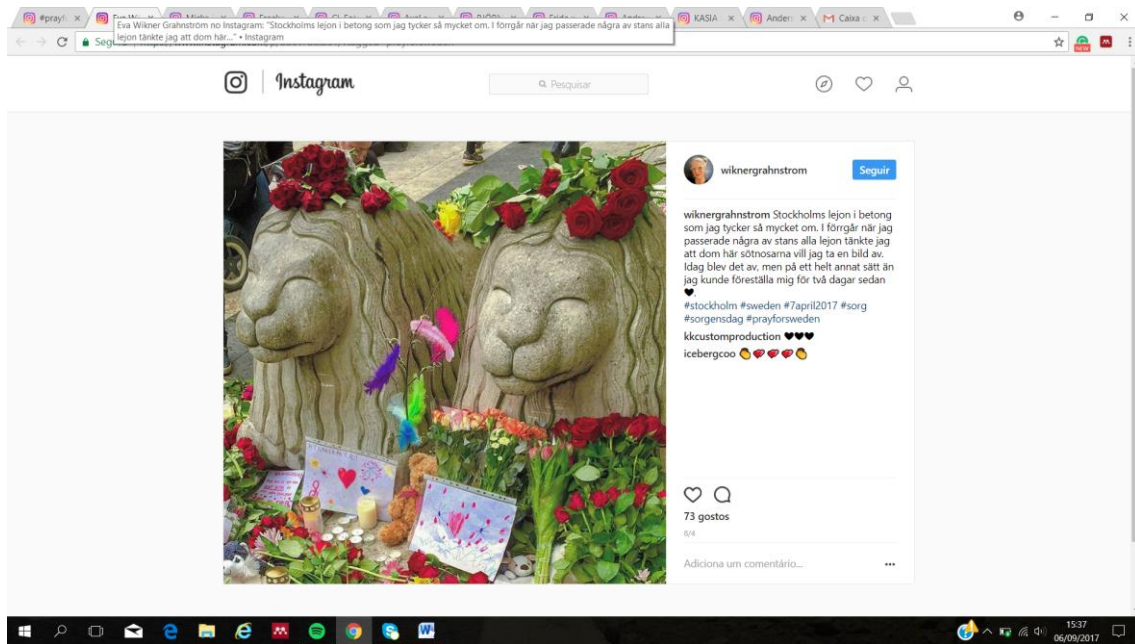 #prayf
Eva Wikner Grahnström no Instagram: "Stockholms lejon i betong som jag tycker så mycket om. I förrgår när jag passerade några av stans alla
lejon tänkte jag att dom här..." • Instagram
KASIA
Anders
Caixa
Instagram
Pesquisar
wiknergrahnstrom
Seguir
wiknergrahnstrom Stockholms lejon i betong
som jag tycker så mycket om. I förrgår när jag
passerade några av stans alla lejon tänkte jag
att dom här sötnosarna vill jag ta en bild av.
Idag blev det av, men på ett helt annat sätt än
jag kunde föreställa mig för två dagar sedan
🖤.
#stockholm #sweden #7april2017 #sorg
#sorgensdag #prayforsweden
kkcustomproduction 🖤🖤🖤
icebergcoo 👏💝💝💝👏
73 gostos
8/4
Adiciona um comentário...
15:37
06/09/2017